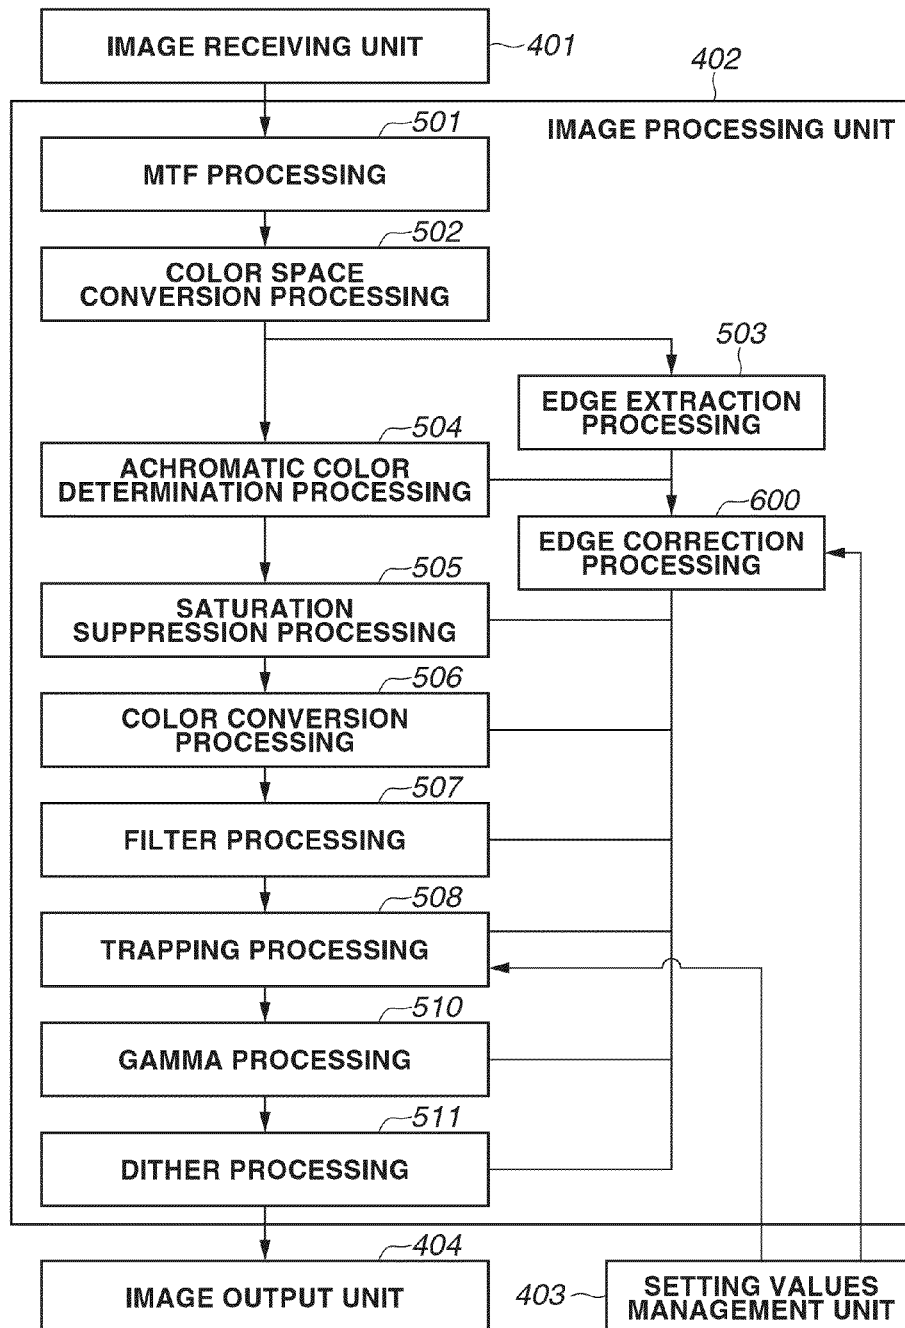 IMAGE RECEIVING UNIT
401
402
IMAGE PROCESSING UNIT
501
MTF PROCESSING
502
COLOR SPACE
CONVERSION PROCESSING
503
EDGE EXTRACTION
PROCESSING
504
ACHROMATIC COLOR
DETERMINATION PROCESSING
600
EDGE CORRECTION
PROCESSING
505
SATURATION
SUPPRESSION PROCESSING
506
COLOR CONVERSION
PROCESSING
507
FILTER PROCESSING
508
TRAPPING PROCESSING
510
GAMMA PROCESSING
511
DITHER PROCESSING
404
IMAGE OUTPUT UNIT
403
SETTING VALUES
MANAGEMENT UNIT